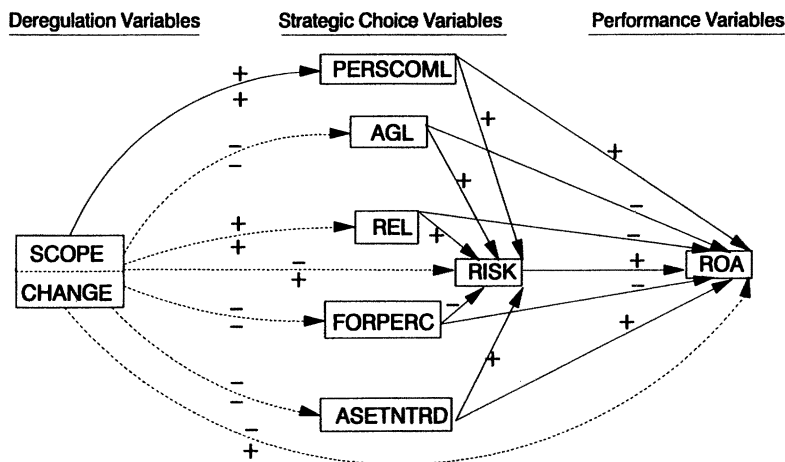 Deregulation Variables Strategic Choice Variables Performance Variables
+
+
PERSCOML
+
+
-
-
AGL
+
-
+
+
REL
+
-
SCOPE
CHANGE
-
+
RISK
+
ROA
-
-
FORPERC
-
-
+
-
-
ASETNTRD
+
-
+